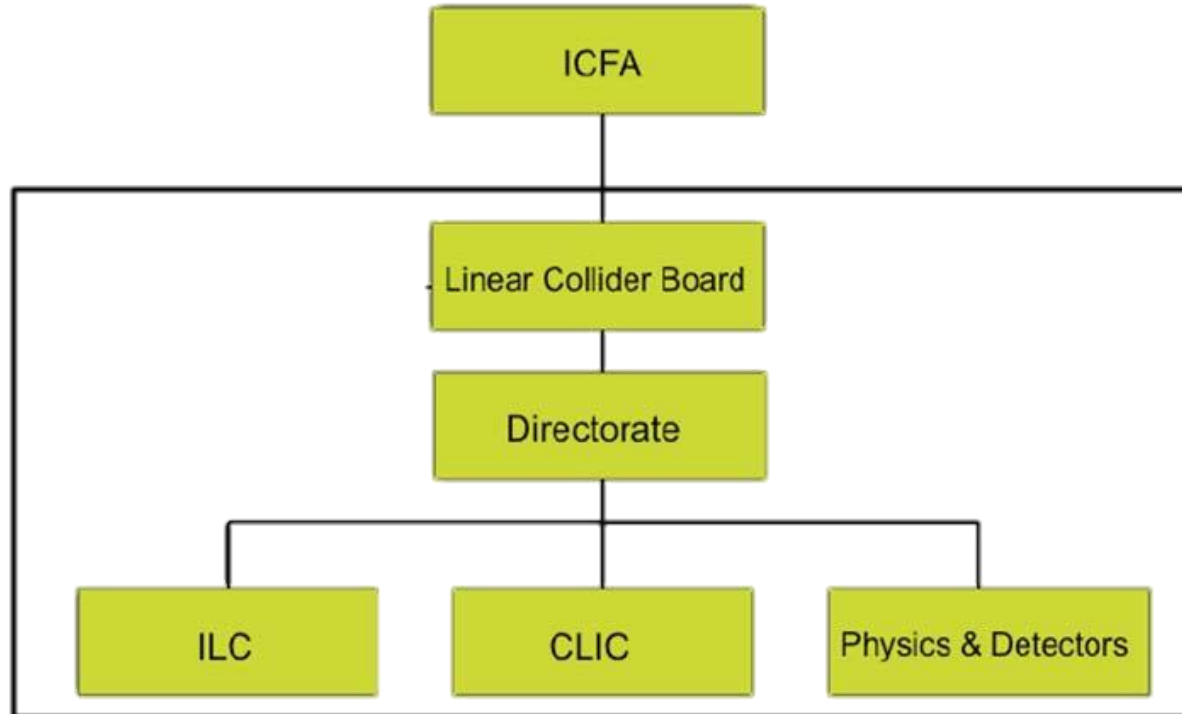 ICFA
Linear Collider Board
Directorate
ILC
CLIC
Physics & Detectors